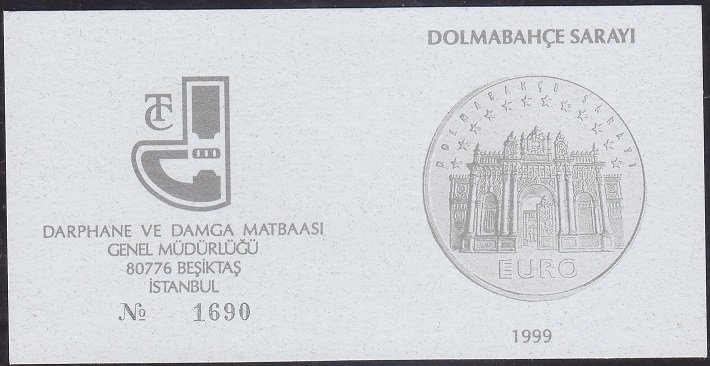 TC
DARPHANE VE DAMGA MATBAASI
GENEL MÜDÜRLÜĞÜ
80776 BEŞİKTAŞ
İSTANBUL
№ 1690
DOLMABAHÇE SARAYI
DOLMABAHÇE SARAYI
EURO
1999